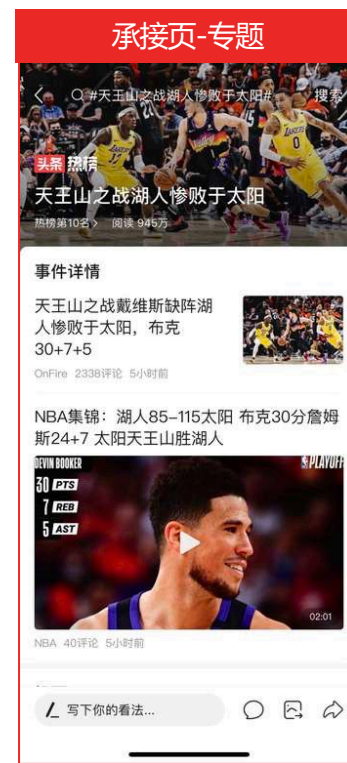 承接页-专题
#天王山之战湖人惨败于太阳#
搜索
头条 热榜
天王山之战湖人惨败于太阳
热榜第10名> 阅读 945万
事件详情
天王山之战戴维斯缺阵湖
人惨败于太阳，布克
30+7+5
OnFire 2338评论 5小时前
NBA集锦：湖人85-115太阳 布克30分詹姆
斯24+7 太阳天王山胜湖人
DEVIN BOOKER
PLAYOFF
30 PTS
7 REB
5 AST
02:01
NBA 40评论 5小时前
写下你的看法...